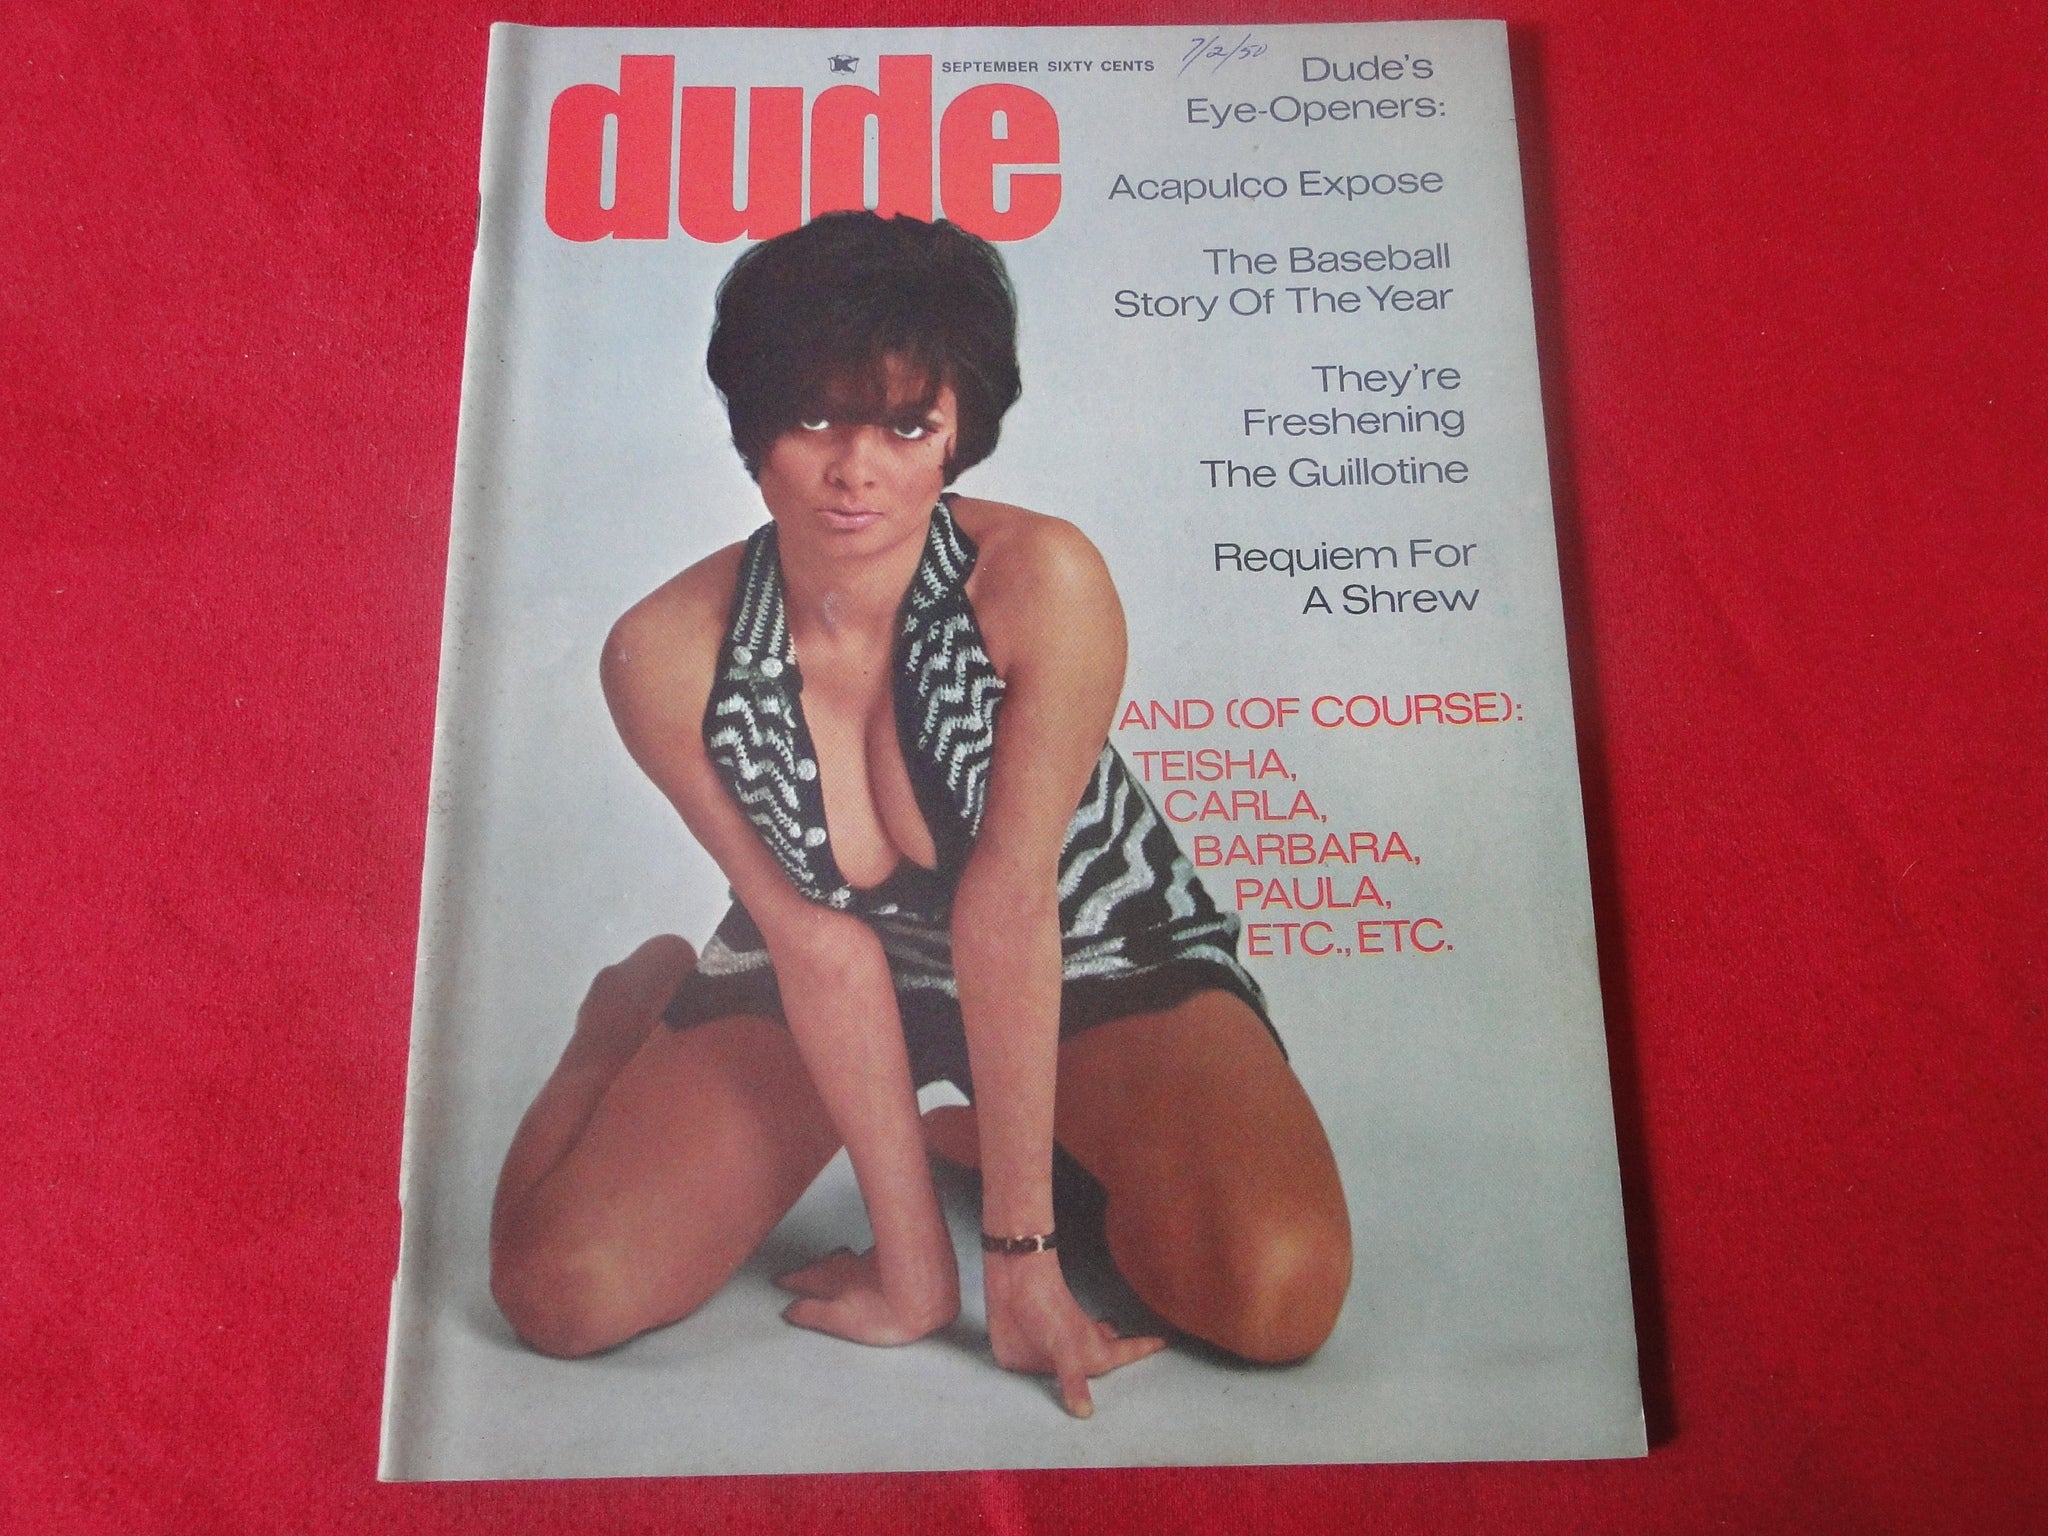 dude
SEPTEMBER SIXTY CENTS
7/2/50
Dude's
Eye-Openers:
Acapulco Expose
The Baseball
Story Of The Year
They're
Freshening
The Guillotine
Requiem For
A Shrew
AND (OF COURSE):
TEISHA,
CARLA,
BARBARA,
PAULA,
ETC., ETC.